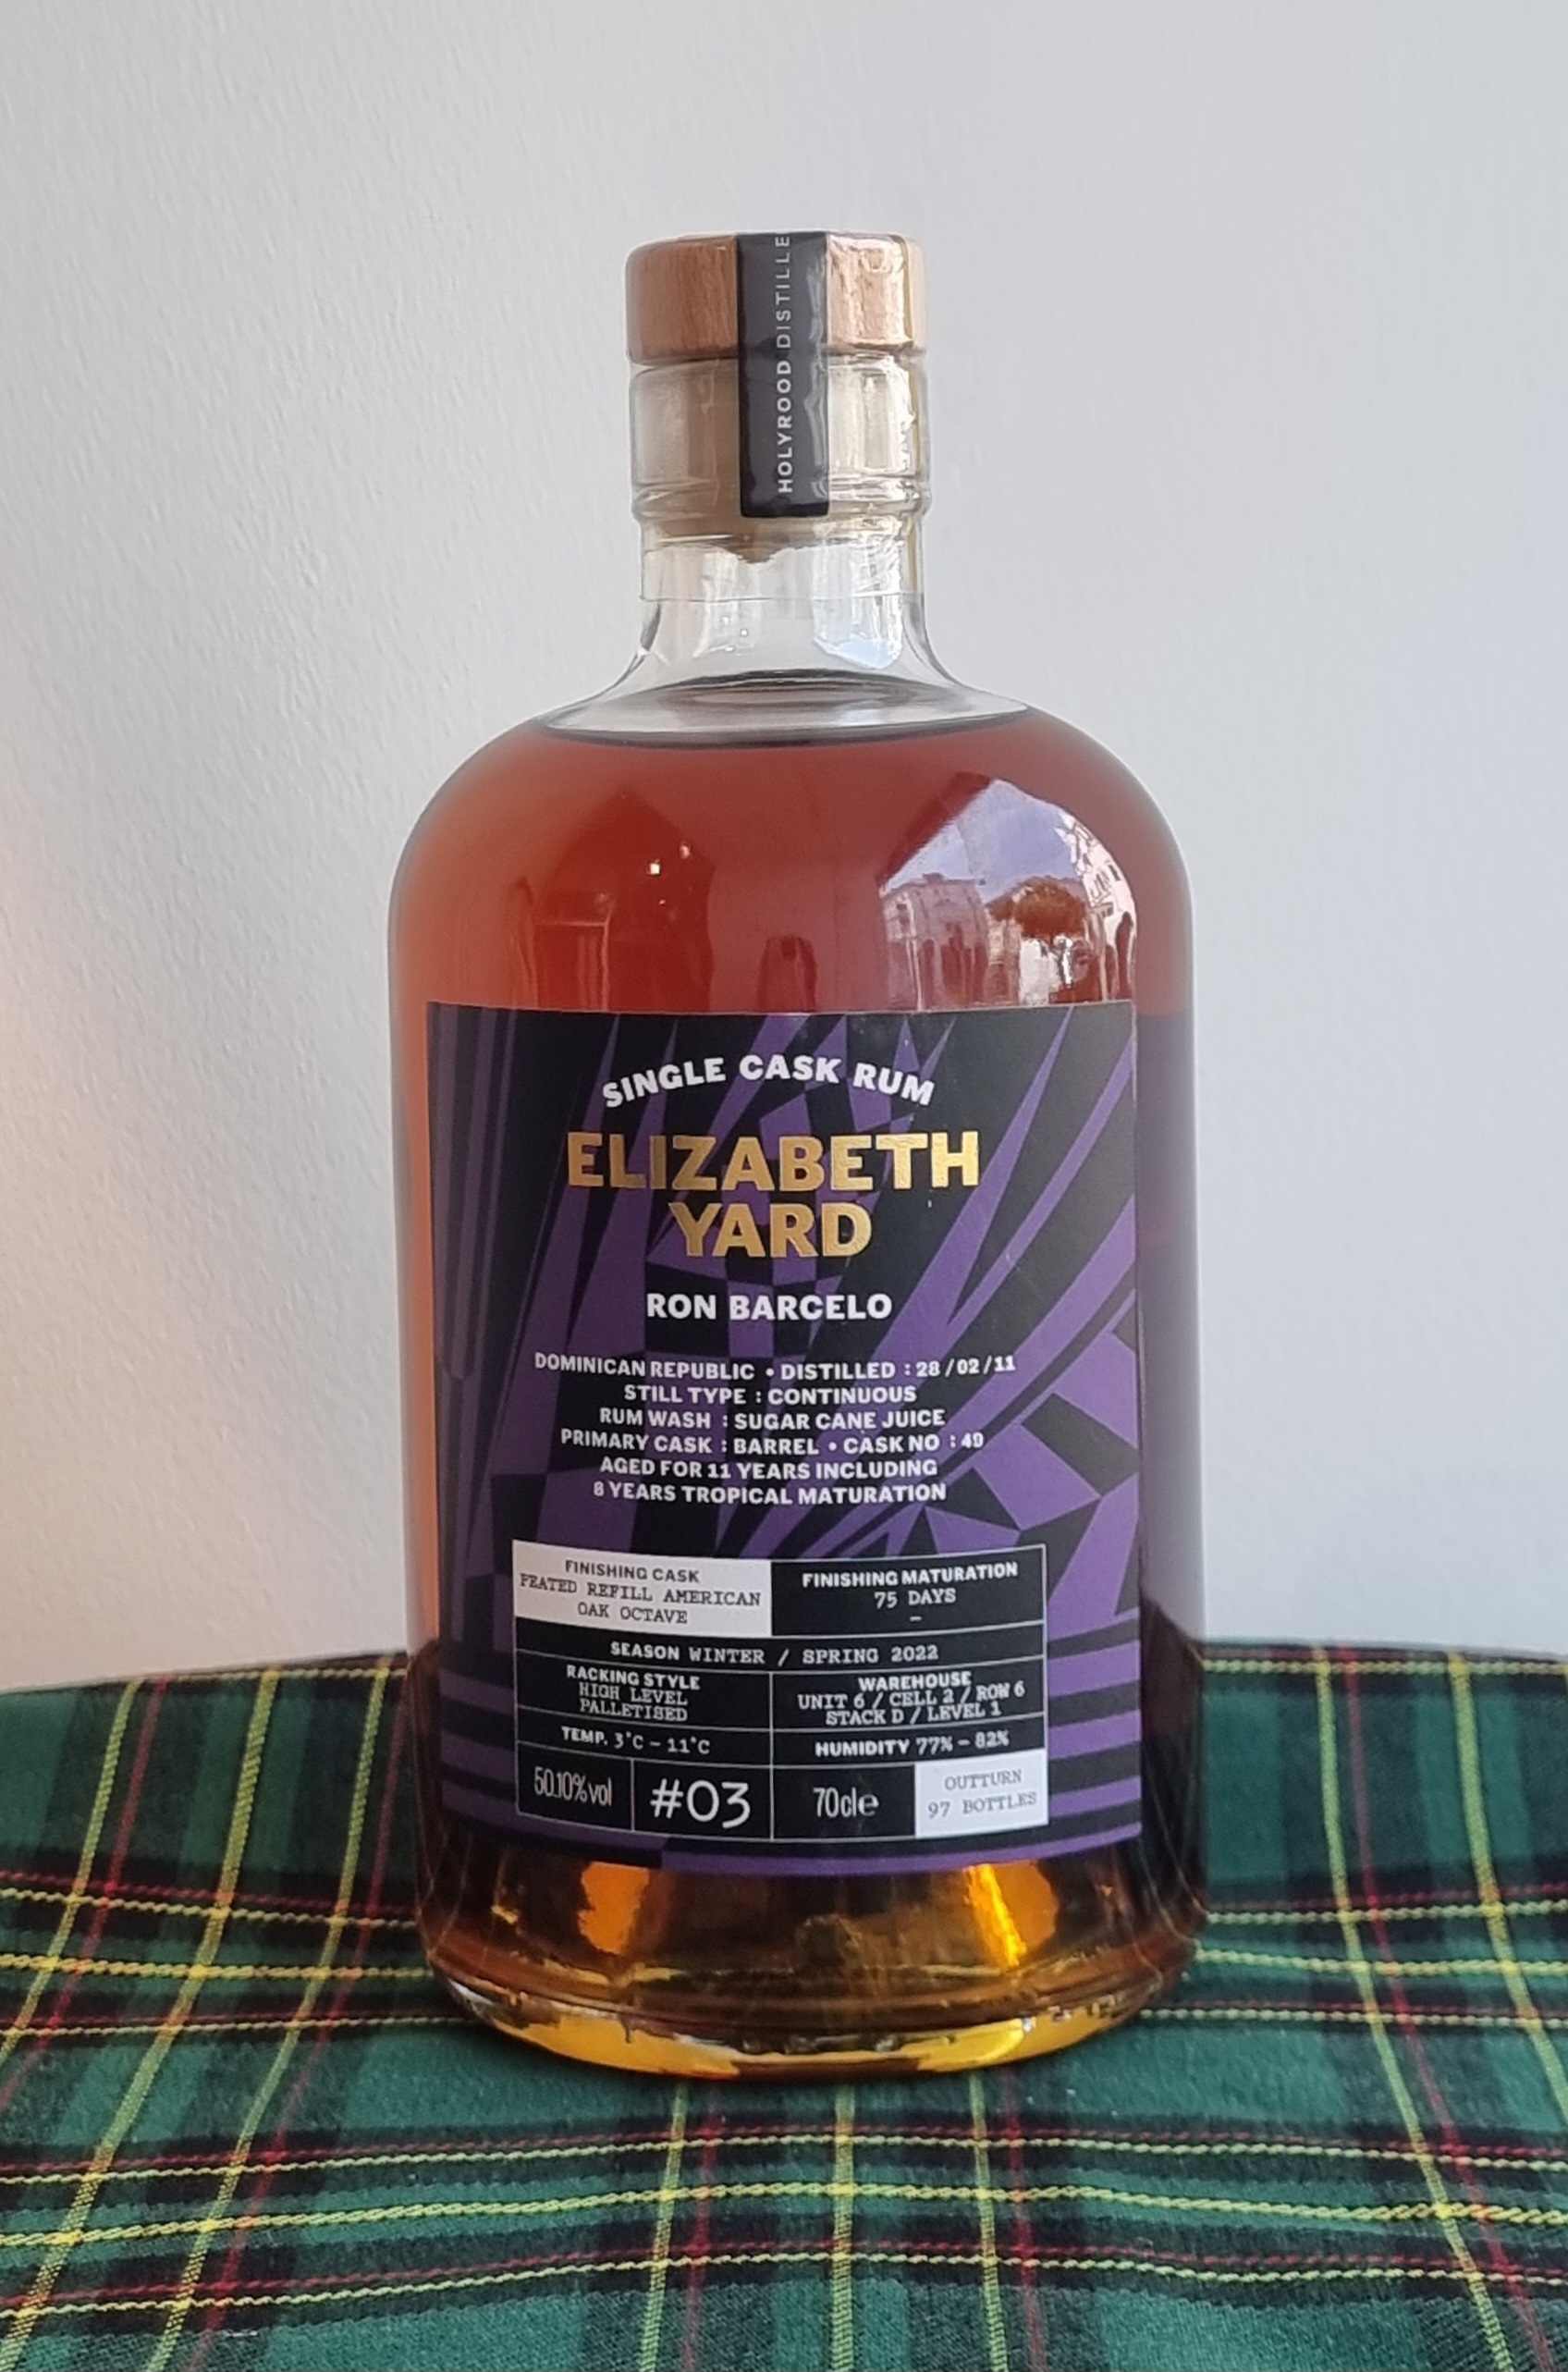 HOLYROOD DISTILLE
SINGLE CASK RUM
ELIZABETH
YARD
RON BARCELO
DOMINICAN REPUBLIC • DISTILLED : 28/02/11
STILL TYPE : CONTINUOUS
RUM WASH : SUGAR CANE JUICE
PRIMARY CASK : BARREL • CASK NO : 49
AGED FOR 11 YEARS INCLUDING
8 YEARS TROPICAL MATURATION
FINISHING CASK
PEATED REFILL AMERICAN
OAK OCTAVE
FINISHING MATURATION
75 DAYS
–
SEASON WINTER / SPRING 2022
RACKING STYLE
HIGH LEVEL
PALLETISED
WAREHOUSE
UNIT 6 / CELL 2 / ROW 6
STACK D / LEVEL 1
TEMP. 3°C – 11°C
HUMIDITY 77% – 82%
50.10%vol
#03
70cl℮
OUTTURN
97 BOTTLES